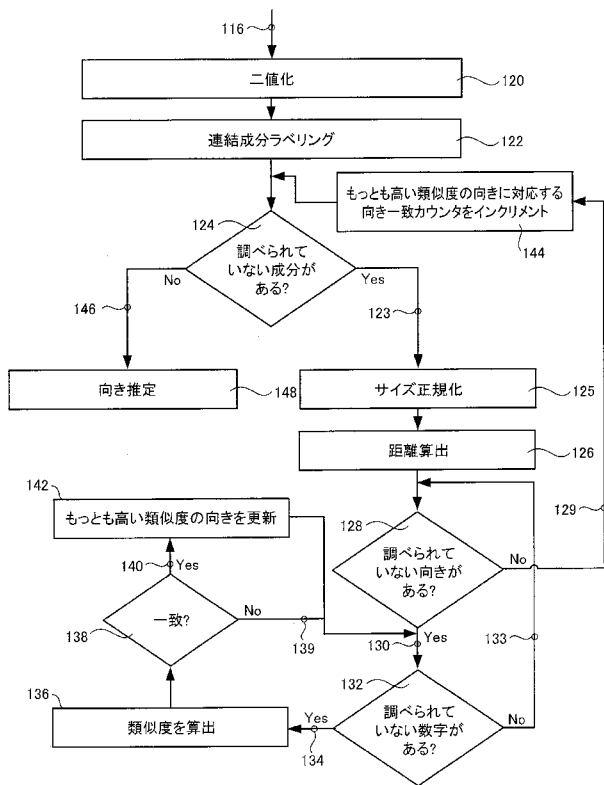 116
二値化
120
連結成分ラベリング
122
もっとも高い類似度の向きに対応する
向き一致カウンタをインクリメント
144
124
調べられて
いない成分が
ある?
No
Yes
146
123
向き推定
148
サイズ正規化
125
距離算出
126
142
もっとも高い類似度の向きを更新
128
調べられて
いない向きが
ある?
No
129
140
Yes
138
一致?
No
139
Yes
130
133
136
類似度を算出
132
調べられて
いない数字が
ある?
Yes
134
No